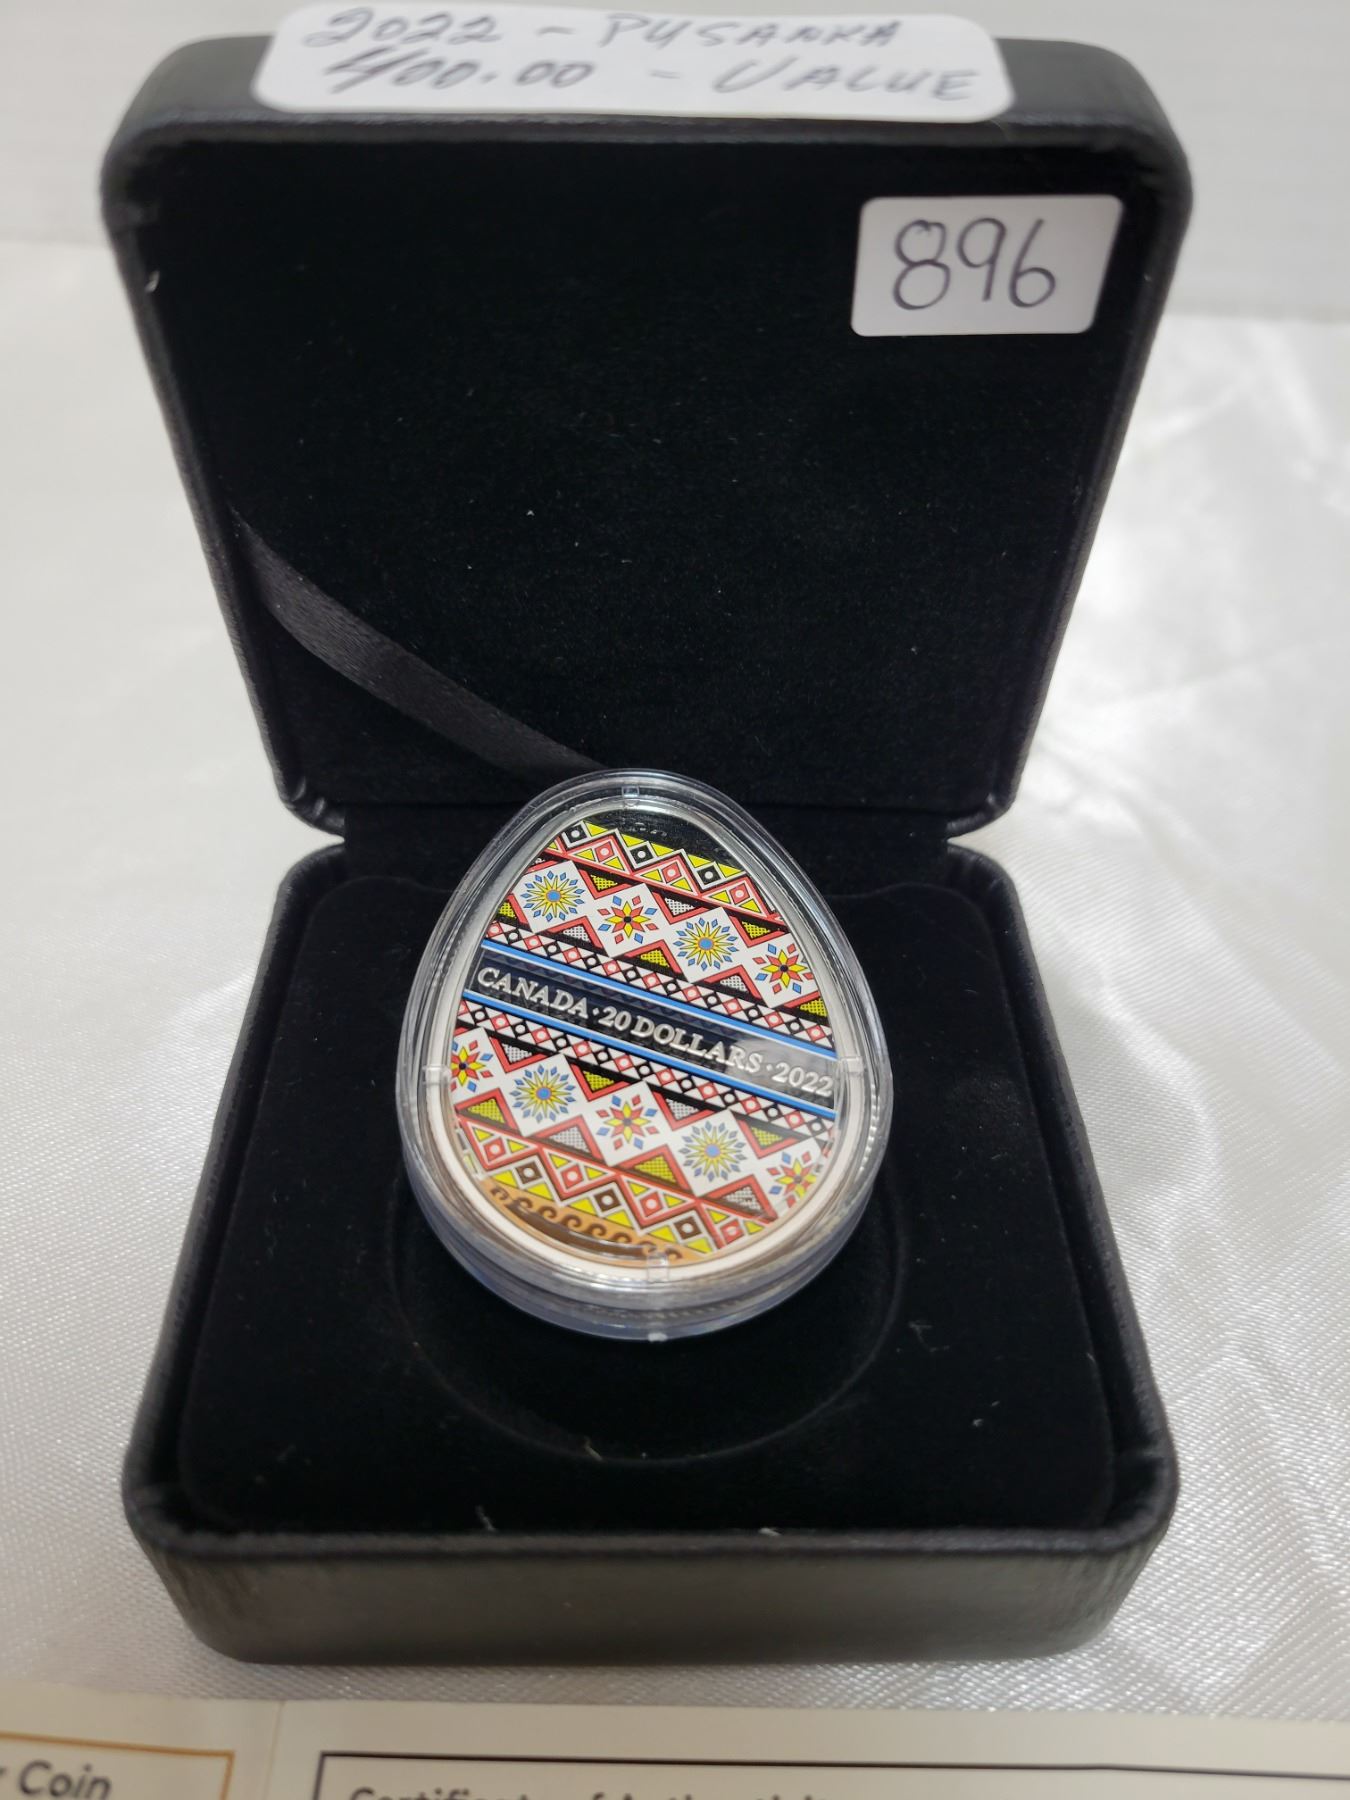 2022 - PYSANKA
400.00 - VALUE
896
CANADA · 20 DOLLARS · 2022
Coin
Certificate of Authenticity